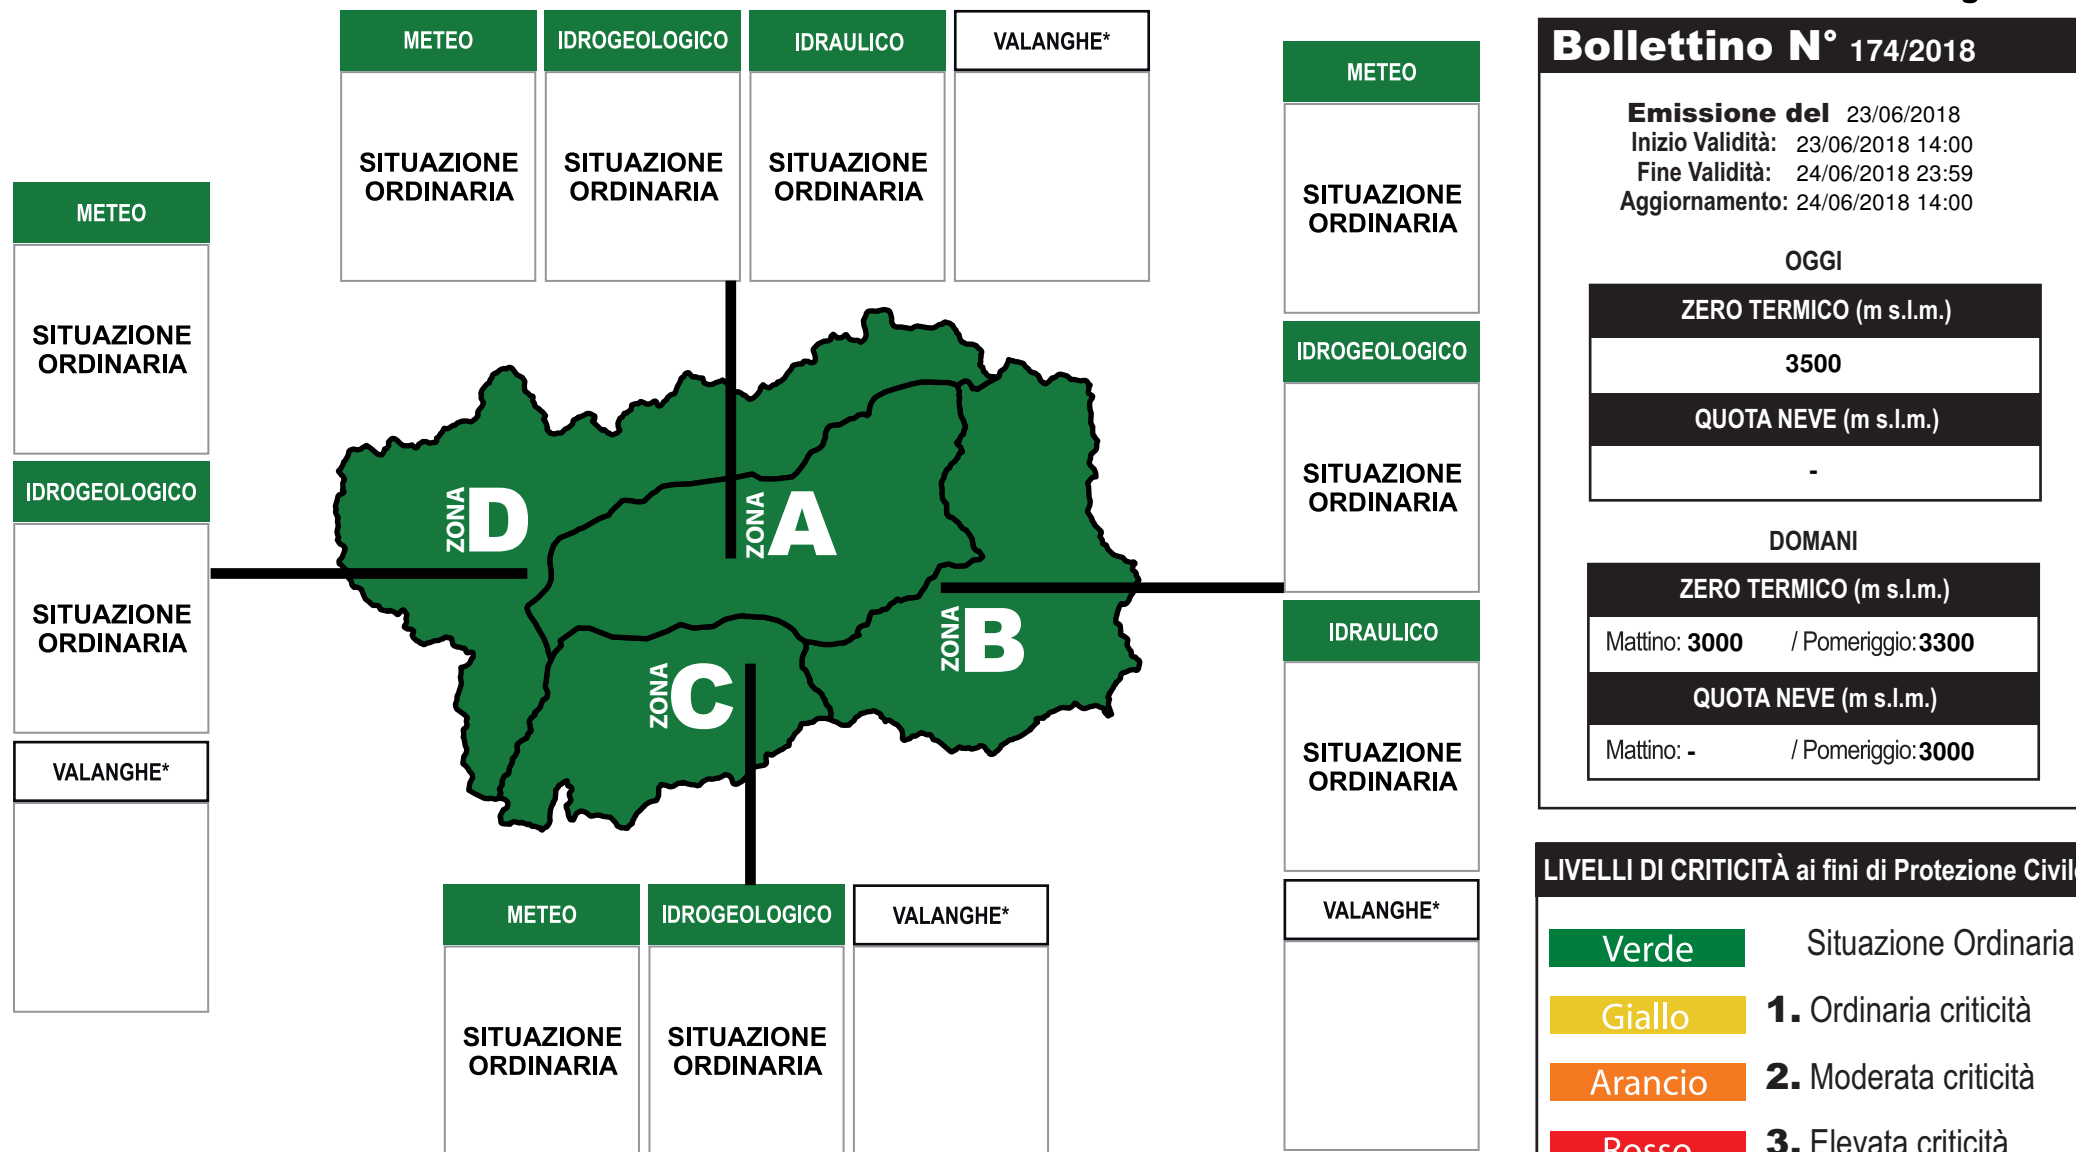 METEO IDROGEOLOGICO IDRAULICO VALANGHE*
SITUAZIONE ORDINARIA SITUAZIONE ORDINARIA SITUAZIONE ORDINARIA
METEO
SITUAZIONE
ORDINARIA
IDROGEOLOGICO
SITUAZIONE
ORDINARIA
VALANGHE*
ZONA D
ZONA A
ZONA B
ZONA C
METEO
SITUAZIONE
ORDINARIA
IDROGEOLOGICO
SITUAZIONE
ORDINARIA
IDRAULICO
SITUAZIONE
ORDINARIA
VALANGHE*
METEO IDROGEOLOGICO VALANGHE*
SITUAZIONE ORDINARIA SITUAZIONE ORDINARIA
Bollettino N° 174/2018
Emissione del 23/06/2018
Inizio Validità: 23/06/2018 14:00
Fine Validità: 24/06/2018 23:59
Aggiornamento: 24/06/2018 14:00
OGGI
ZERO TERMICO (m s.l.m.)
3500
QUOTA NEVE (m s.l.m.)
-
DOMANI
ZERO TERMICO (m s.l.m.)
Mattino: 3000 / Pomeriggio: 3300
QUOTA NEVE (m s.l.m.)
Mattino: - / Pomeriggio: 3000
LIVELLI DI CRITICITÀ ai fini di Protezione Civile
Verde Situazione Ordinaria
Giallo 1. Ordinaria criticità
Arancio 2. Moderata criticità
Rosso 3. Elevata criticità